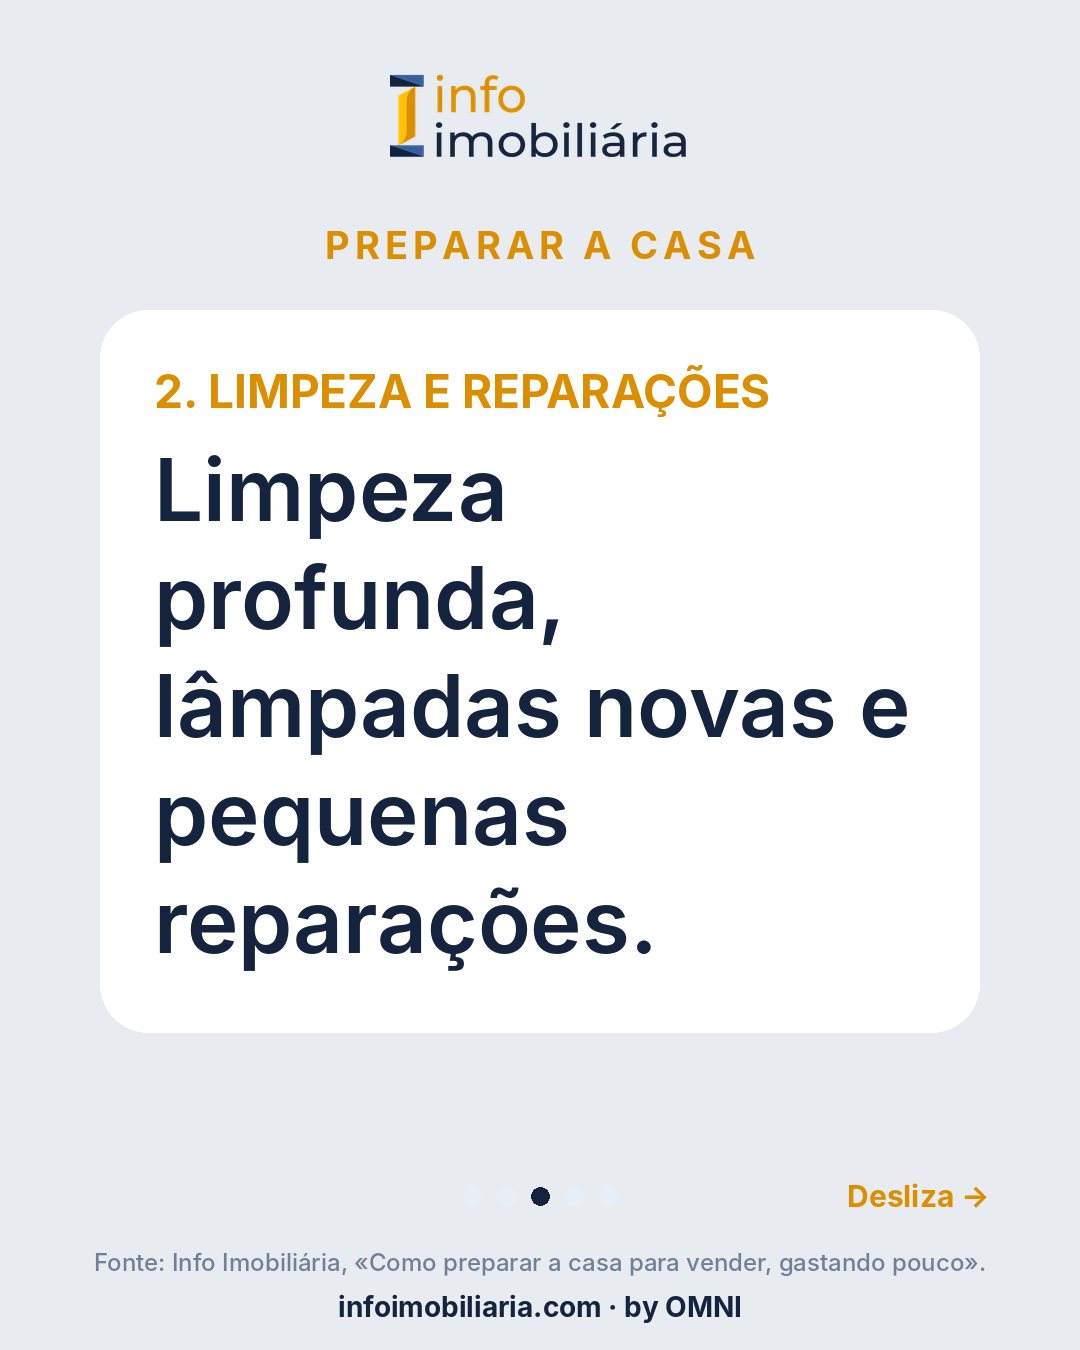 info
imobiliária
PREPARAR A CASA
2. LIMPEZA E REPARAÇÕES
Limpeza
profunda,
lâmpadas novas e
pequenas
reparações.
Desliza →
Fonte: Info Imobiliária, «Como preparar a casa para vender, gastando pouco».
infoimobiliaria.com · by OMNI